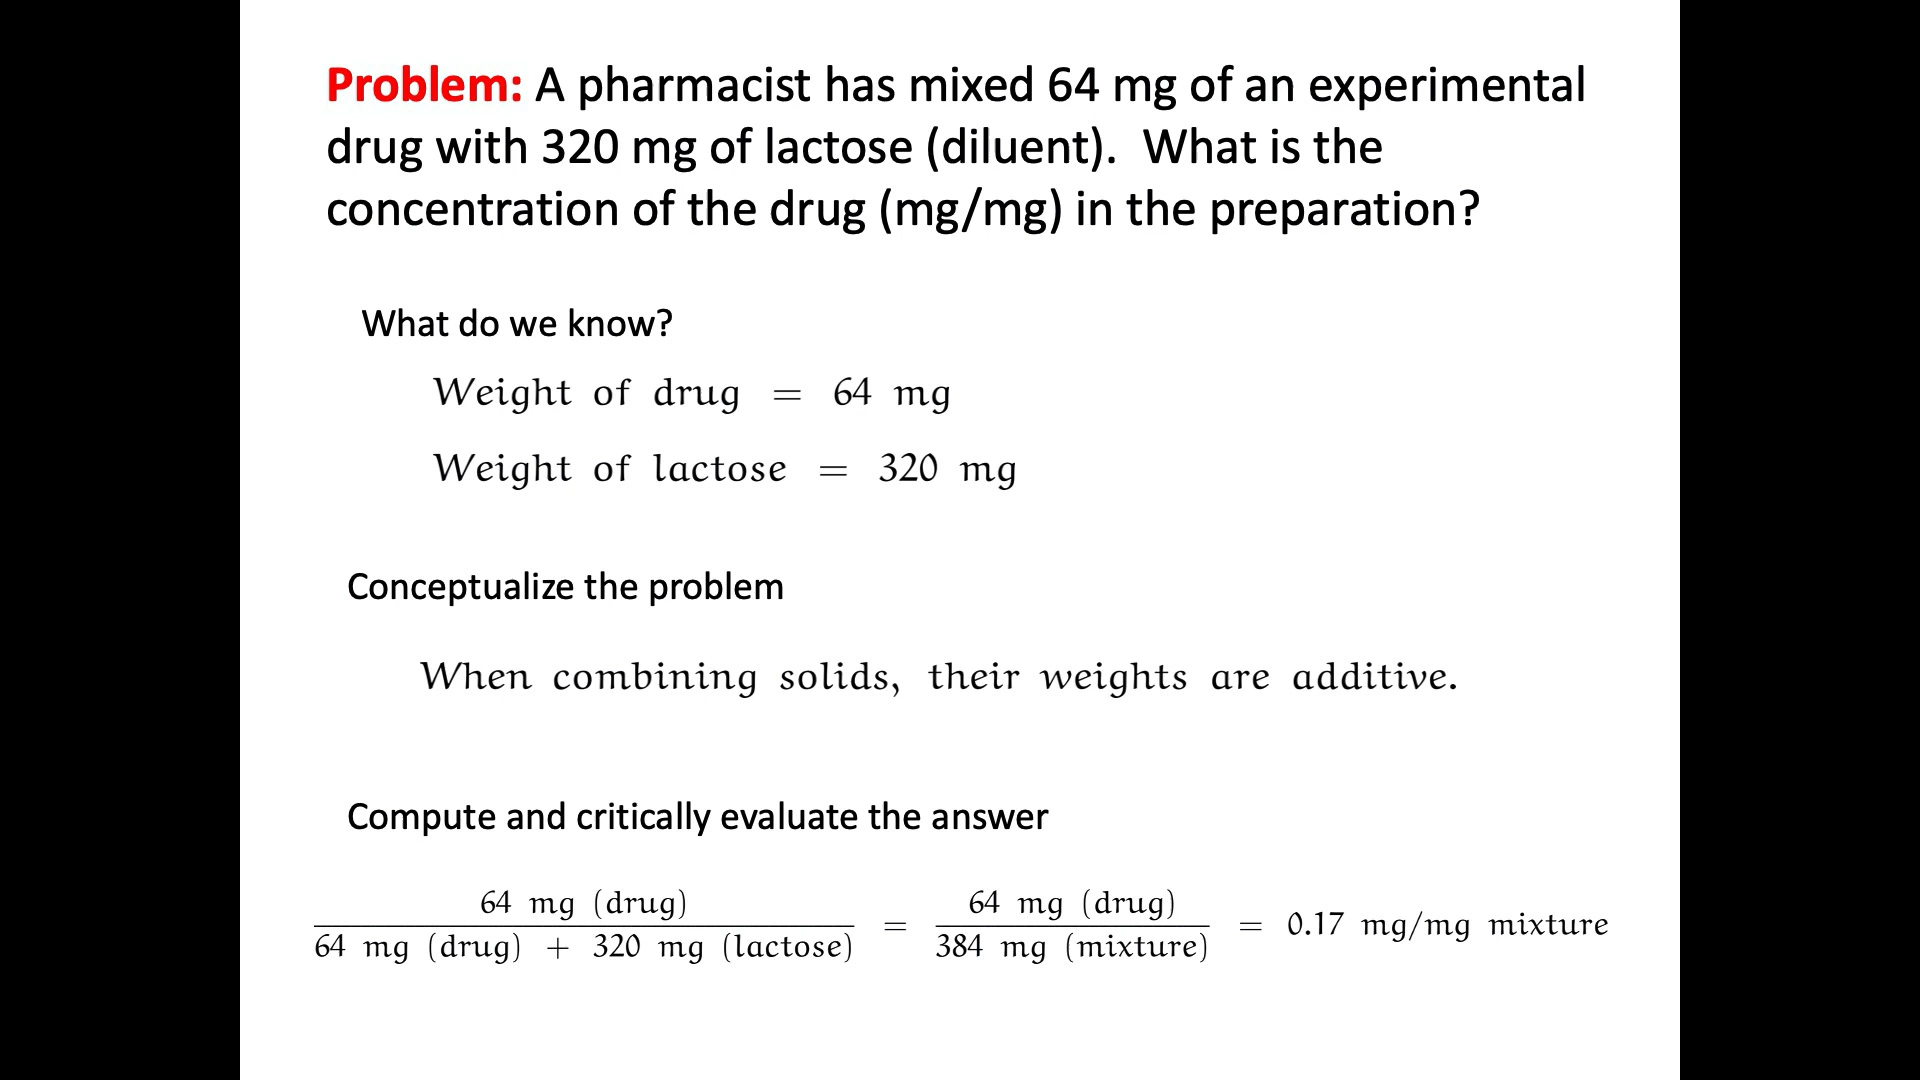 Problem: A pharmacist has mixed 64 mg of an experimental
drug with 320 mg of lactose (diluent).  What is the
concentration of the drug (mg/mg) in the preparation?
What do we know?
Weight of drug = 64 mg
Weight of lactose = 320 mg
Conceptualize the problem
When combining solids, their weights are additive.
Compute and critically evaluate the answer
64 mg (drug) / 64 mg (drug) + 320 mg (lactose) = 64 mg (drug) / 384 mg (mixture) = 0.17 mg/mg mixture